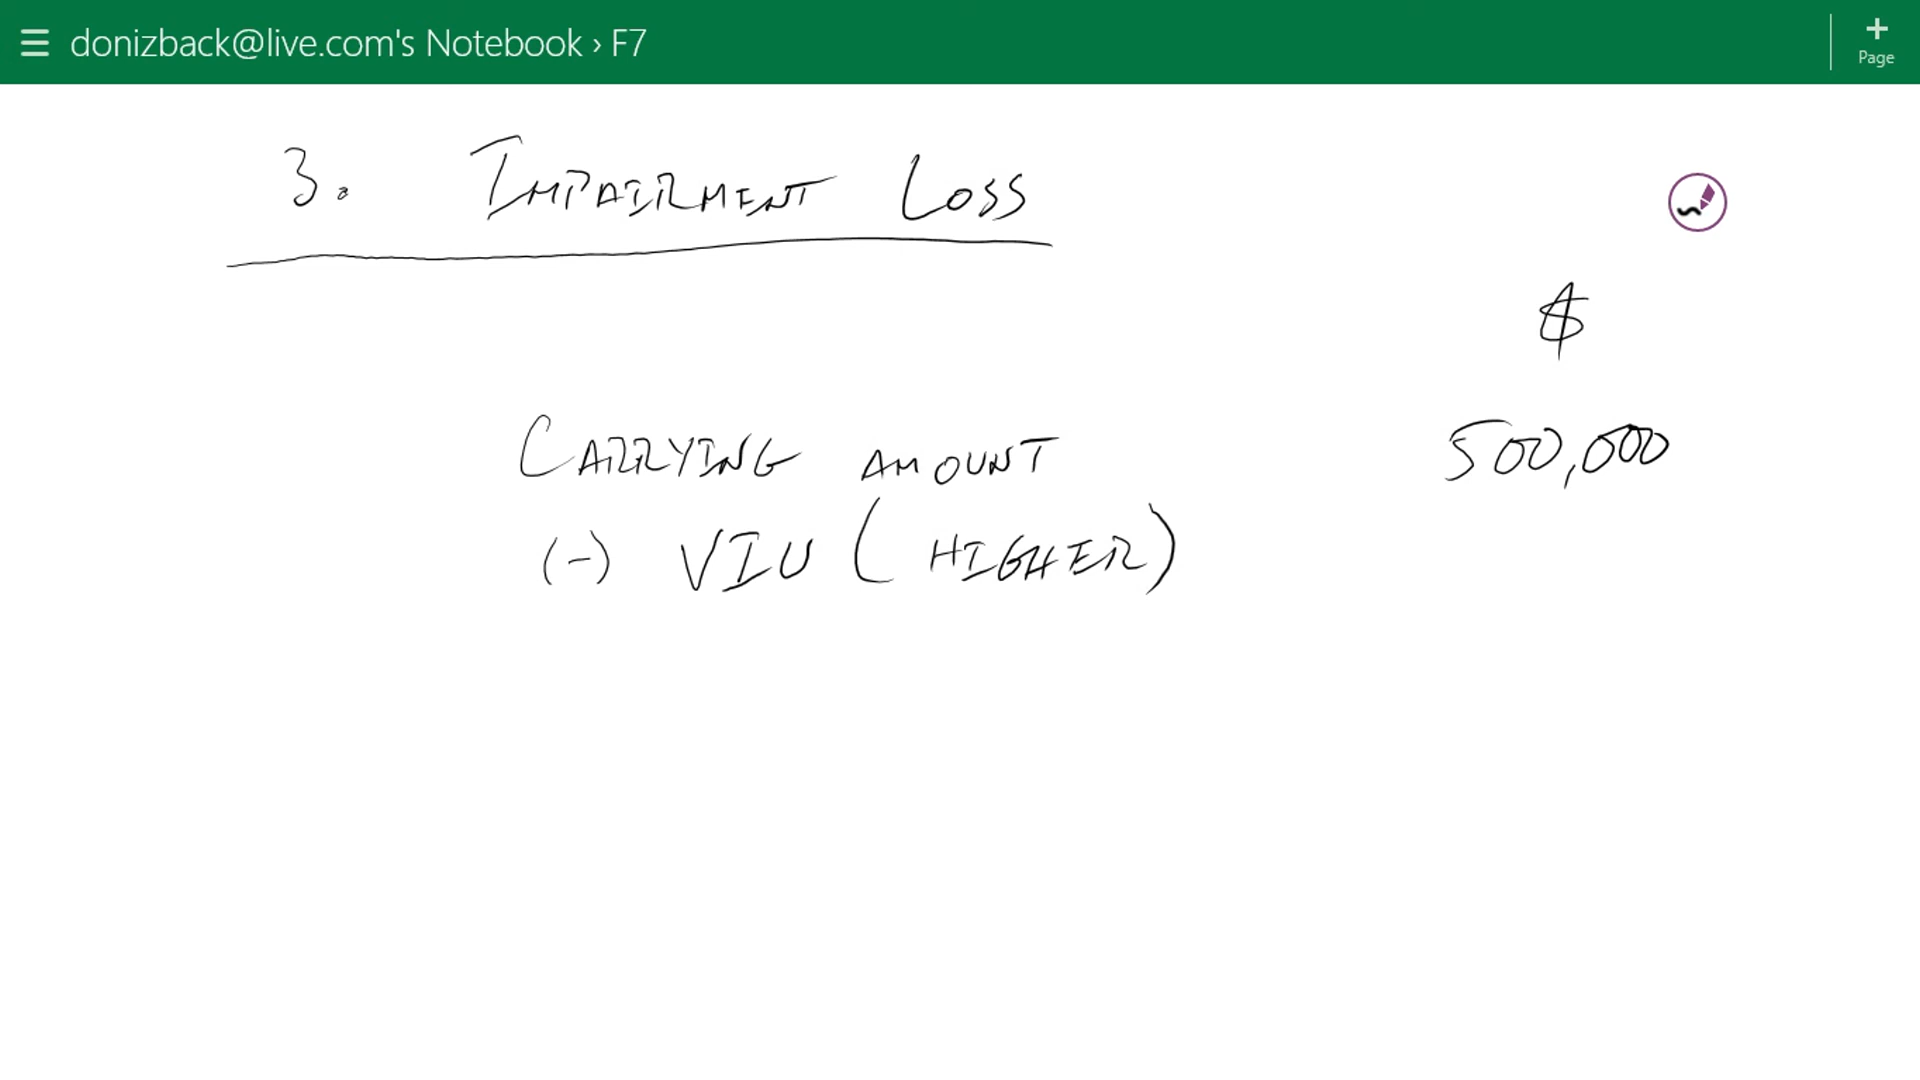 donizback@live.com's Notebook › F7
+
Page
3. IMPAIRMENT LOSS
$
CARRYING AMOUNT 500,000
(-) VIU (HIGHER)